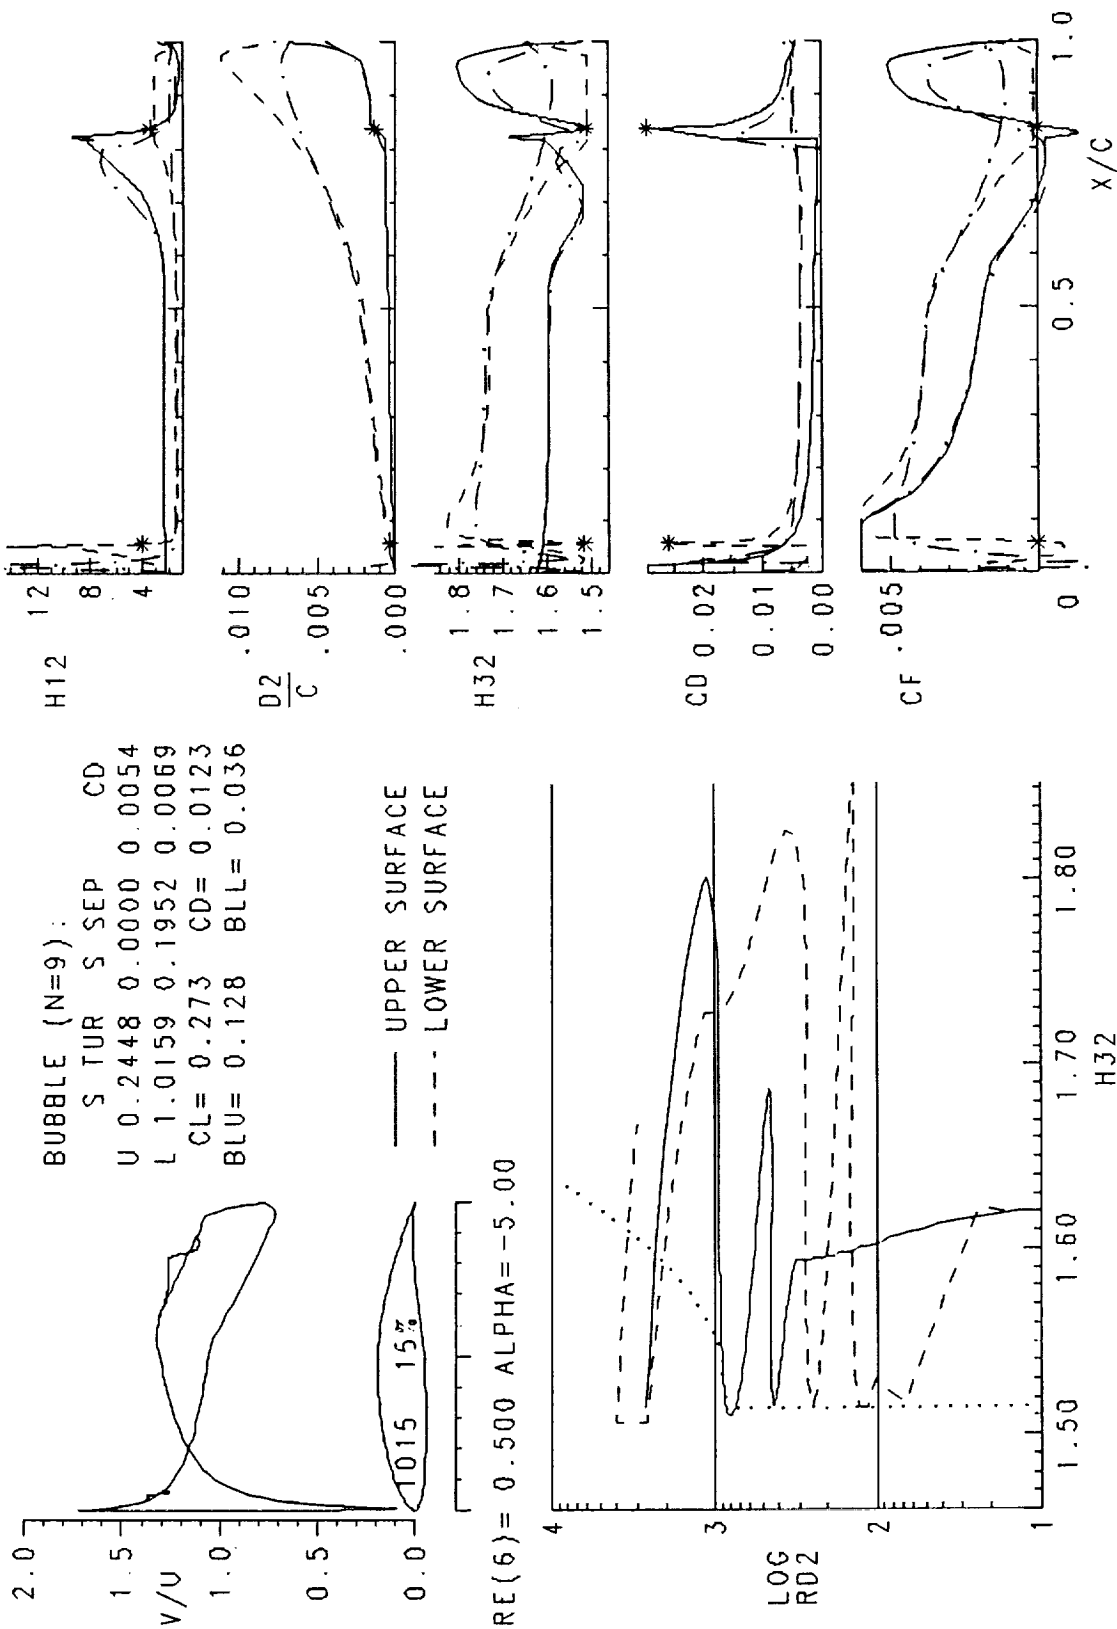 2.0
1.5
V/U
1.0
0.5
0.0
1015 15%
BUBBLE (N=9):
S TUR S SEP CD
U 0.2448 0.0000 0.0054
L 1.0159 0.1952 0.0069
CL= 0.273 CD= 0.0123
BLU= 0.128 BLL= 0.036
UPPER SURFACE
LOWER SURFACE
RE(6)= 0.500 ALPHA=-5.00
4
3
LOG
RD2
2
1
1.50
1.60
1.70
1.80
H32
H12
12
8
4
D2
C
.010
.005
.000
H32
1.8
1.7
1.6
1.5
CD
0.02
0.01
0.00
CF
.005
0.
0.5
1.0
X/C